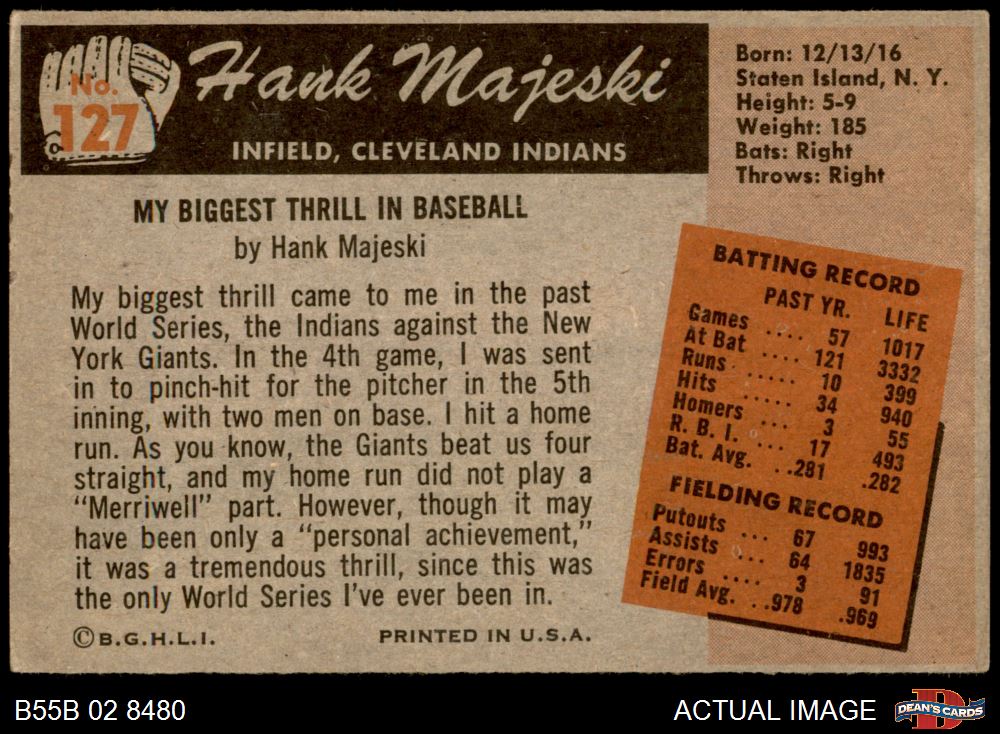 No.
127
Hank Majeski
INFIELD, CLEVELAND INDIANS
MY BIGGEST THRILL IN BASEBALL
by Hank Majeski
My biggest thrill came to me in the past
World Series, the Indians against the New
York Giants. In the 4th game, I was sent
in to pinch-hit for the pitcher in the 5th
inning, with two men on base. I hit a home
run. As you know, the Giants beat us four
straight, and my home run did not play a
"Merriwell" part. However, though it may
have been only a "personal achievement,"
it was a tremendous thrill, since this was
the only World Series I've ever been in.
©B.G.H.L.I. PRINTED IN U.S.A.
Born: 12/13/16
Staten Island, N. Y.
Height: 5-9
Weight: 185
Bats: Right
Throws: Right
BATTING RECORD
PAST YR. LIFE
Games .... 57 1017
At Bat .... 121 3332
Runs ...... 10 399
Hits ..... 34 940
Homers ... 3 55
R. B. I. ... 17 493
Bat. Avg. ...281 .282
FIELDING RECORD
Putouts ... 67 993
Assists ... 64 1835
Errors .... 3 91
Field Avg. ..978 .969
B55B 02 8480
ACTUAL IMAGE
DEAN'S CARDS